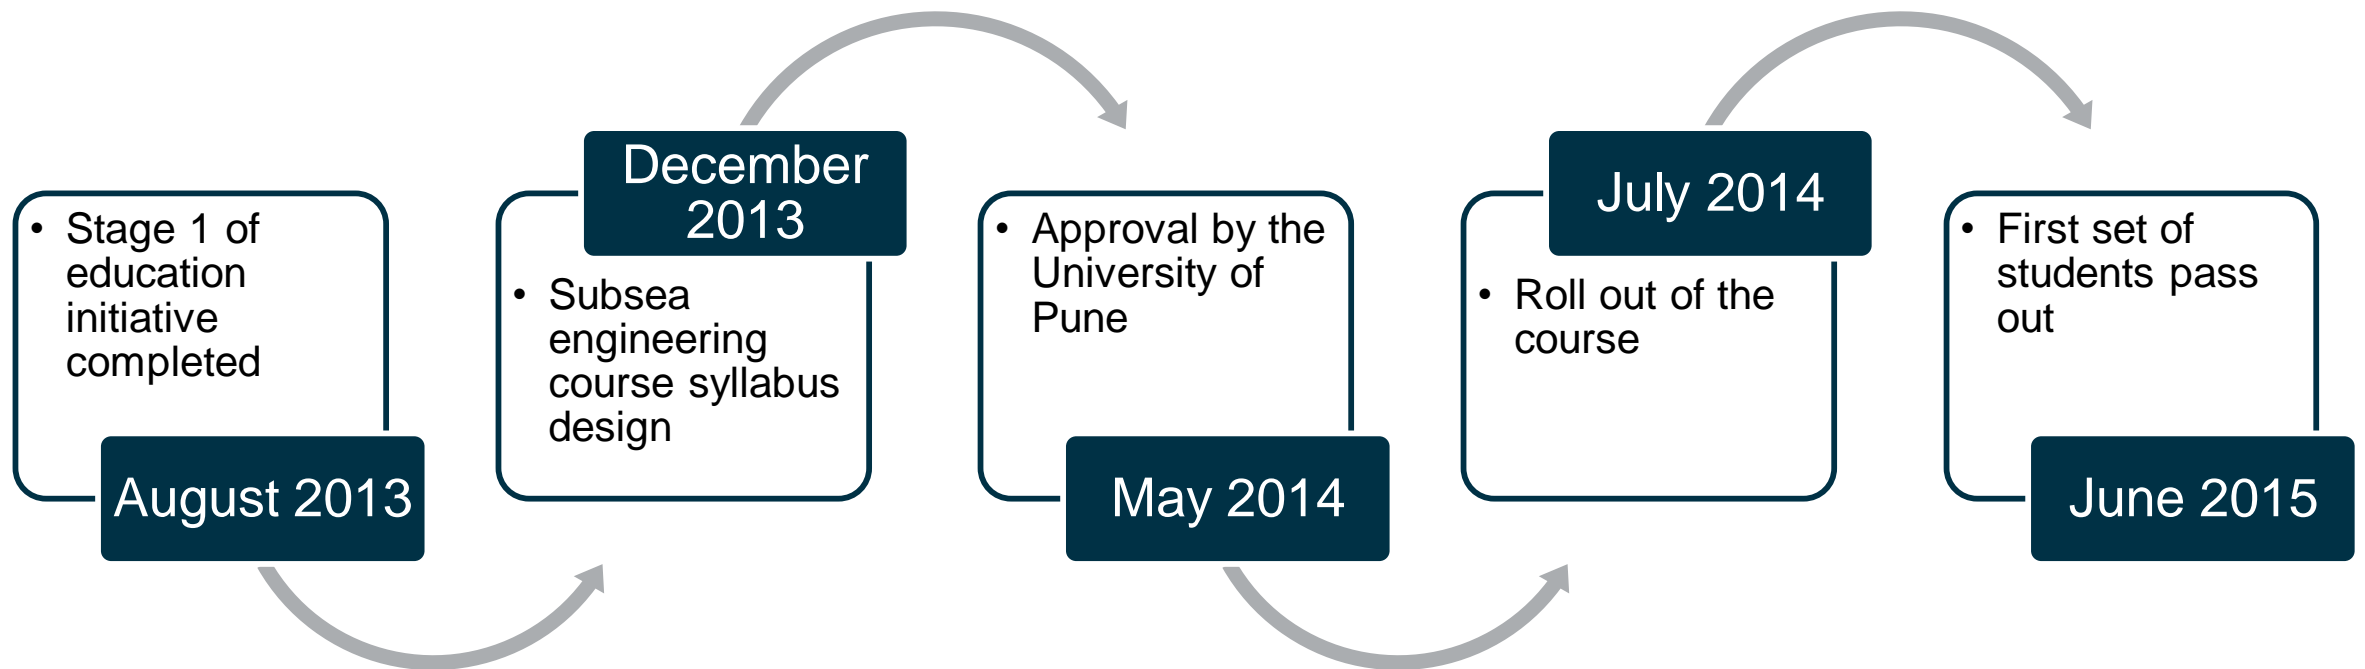 • Stage 1 of
education
initiative
completed
August 2013
December
2013
• Subsea
engineering
course syllabus
design
• Approval by the
University of
Pune
May 2014
July 2014
• Roll out of the
course
• First set of
students pass
out
June 2015